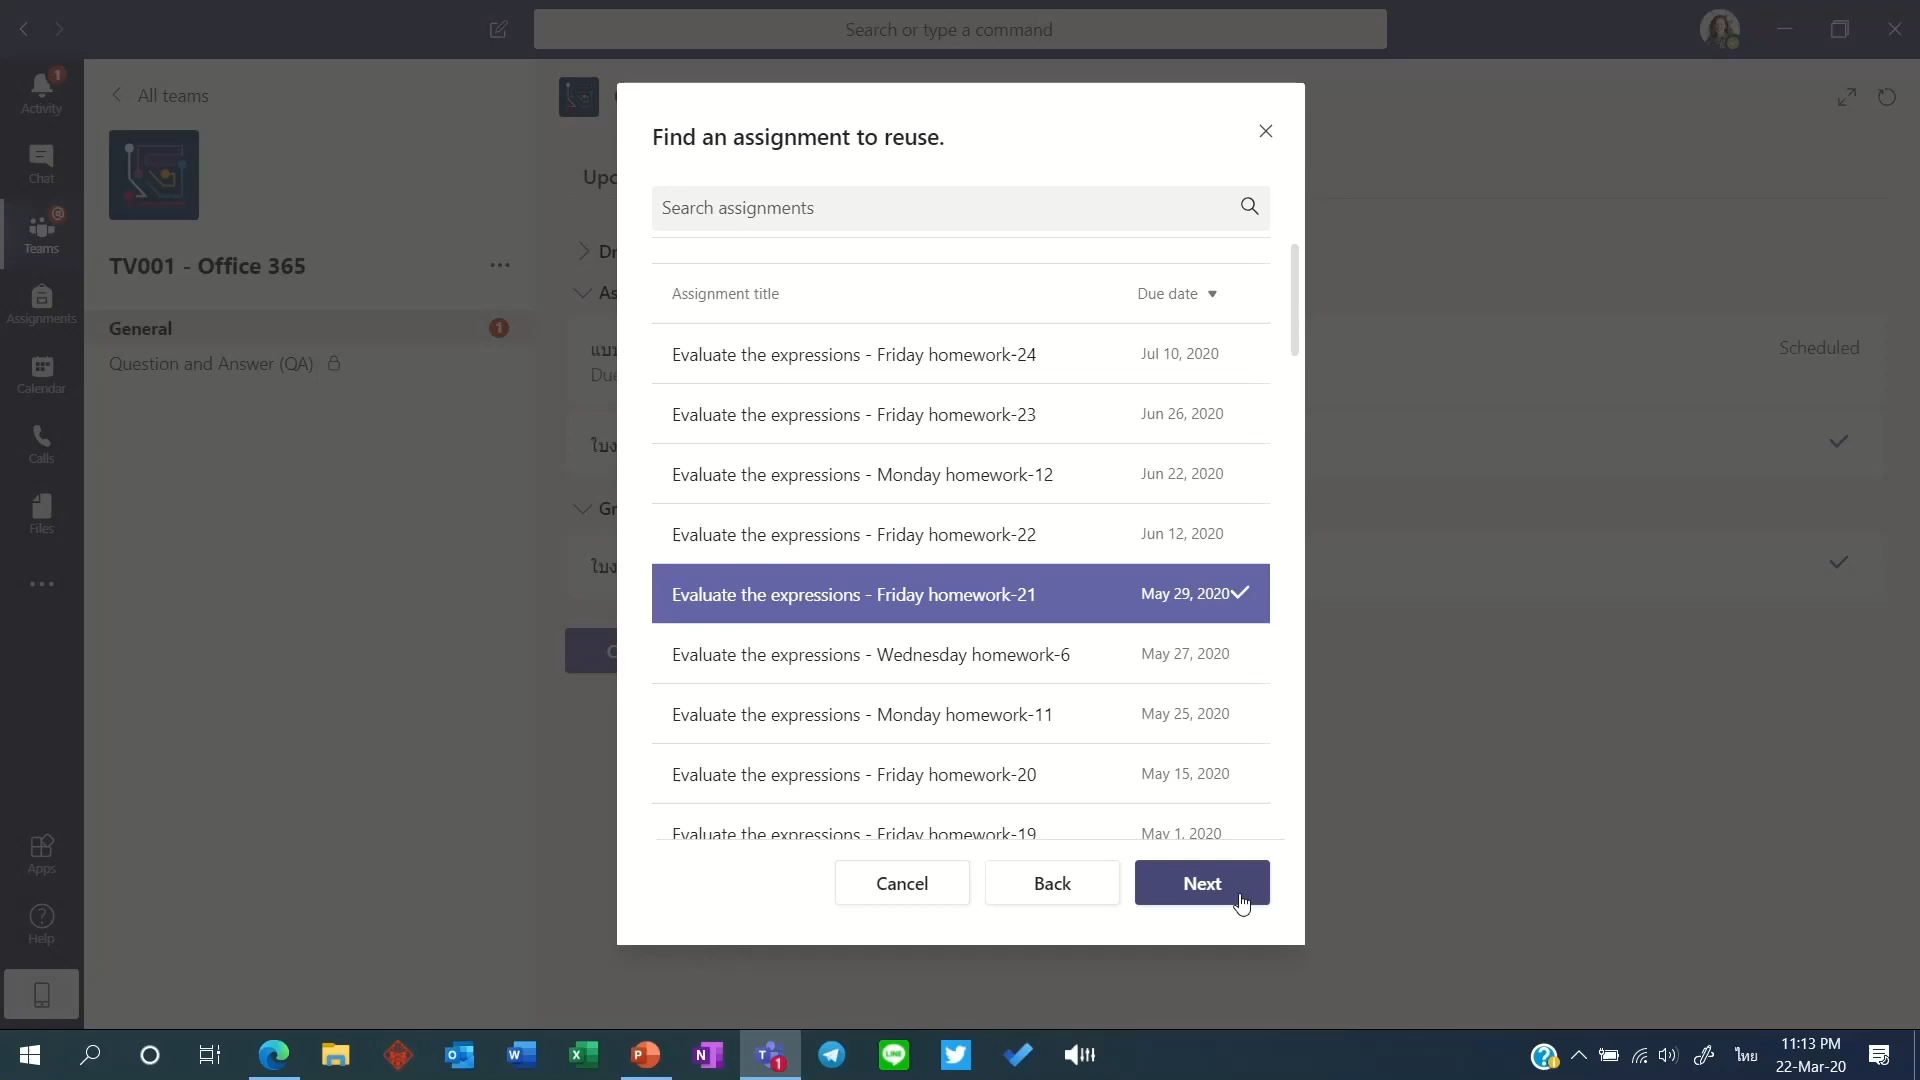 Search or type a command
1
Activity
Chat
@
Teams
Assignments
Calendar
Calls
Files
Apps
Help
All teams
TV001 - Office 365
General 1
Question and Answer (QA)
Find an assignment to reuse.
Search assignments
Assignment title Due date
Evaluate the expressions - Friday homework-24 Jul 10, 2020
Evaluate the expressions - Friday homework-23 Jun 26, 2020
Evaluate the expressions - Monday homework-12 Jun 22, 2020
Evaluate the expressions - Friday homework-22 Jun 12, 2020
Evaluate the expressions - Friday homework-21 May 29, 2020
Evaluate the expressions - Wednesday homework-6 May 27, 2020
Evaluate the expressions - Monday homework-11 May 25, 2020
Evaluate the expressions - Friday homework-20 May 15, 2020
Evaluate the expressions - Friday homework-19 May 1, 2020
Cancel
Back
Next
Due
Scheduled
ไทย
11:13 PM
22-Mar-20